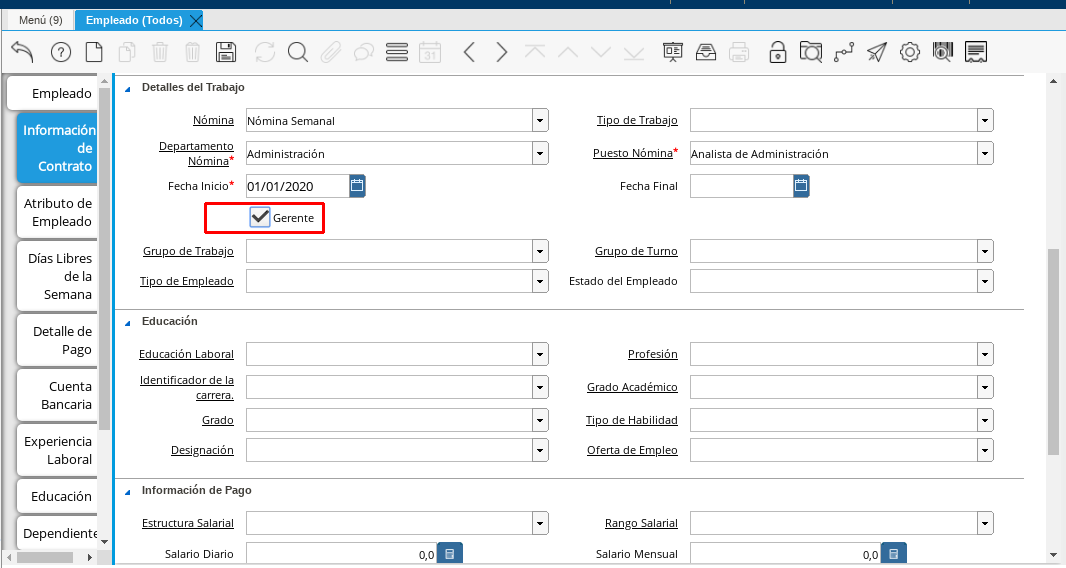 Menú (9)
Empleado (Todos)
31
Empleado
Información
de
Contrato
Atributo de
Empleado
Días Libres
de la
Semana
Detalle de
Pago
Cuenta
Bancaria
Experiencia
Laboral
Educación
Dependiente
Detalles del Trabajo
Nómina Nómina Semanal Tipo de Trabajo
Departamento
Nómina* Administración Puesto Nómina* Analista de Administración
Fecha Inicio* 01/01/2020 Fecha Final
Gerente
Grupo de Trabajo Grupo de Turno
Tipo de Empleado Estado del Empleado
Educación
Educación Laboral Profesión
Identificador de la
carrera. Grado Académico
Grado Tipo de Habilidad
Designación Oferta de Empleo
Información de Pago
Estructura Salarial Rango Salarial
Salario Diario 0,0 Salario Mensual 0,0